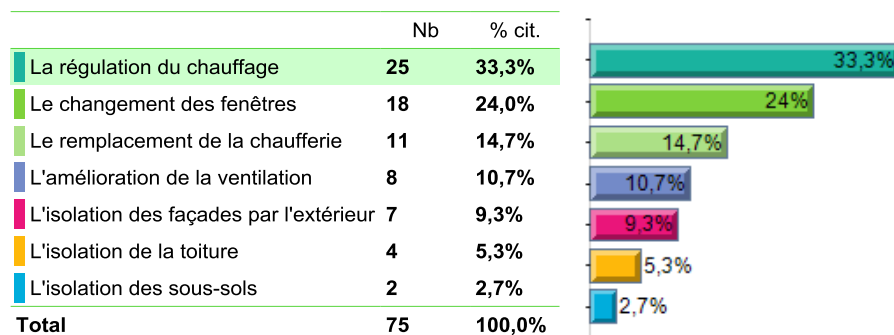 Nb % cit.
La régulation du chauffage 25 33,3%
Le changement des fenêtres 18 24,0%
Le remplacement de la chaufferie 11 14,7%
L'amélioration de la ventilation 8 10,7%
L'isolation des façades par l'extérieur 7 9,3%
L'isolation de la toiture 4 5,3%
L'isolation des sous-sols 2 2,7%
Total 75 100,0%
33,3%
24%
14,7%
10,7%
9,3%
5,3%
2,7%